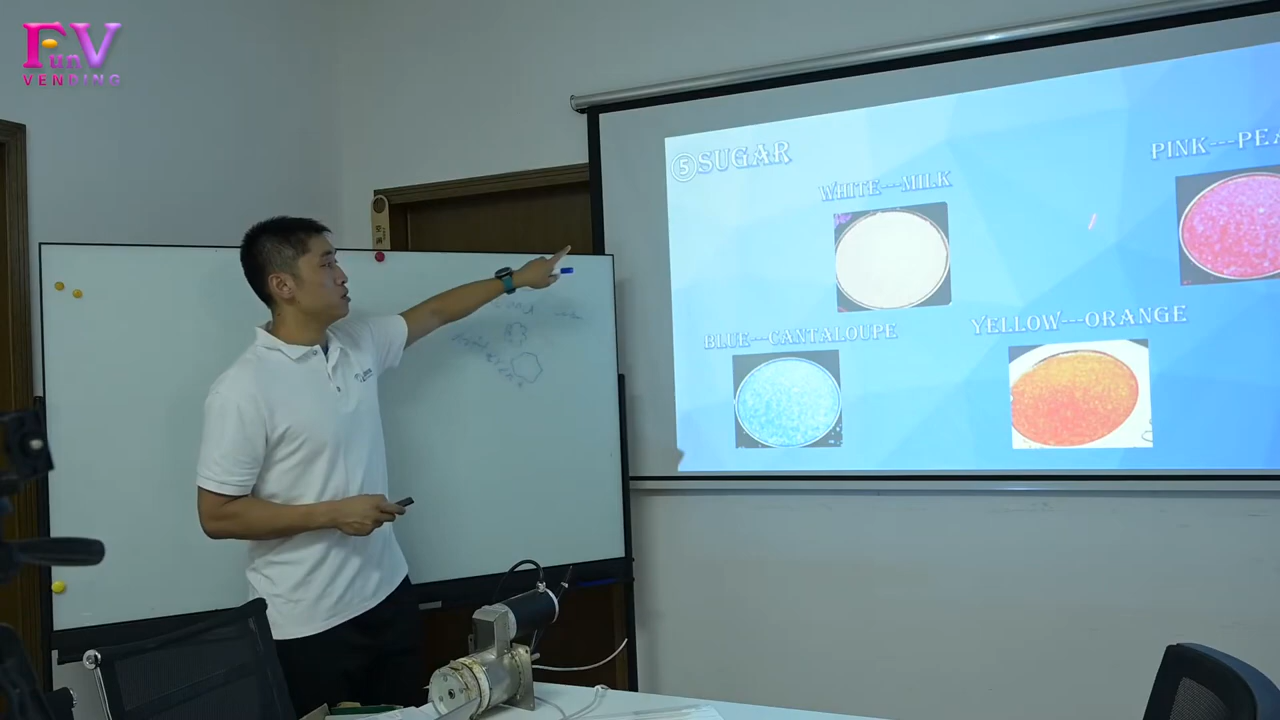 FunV
VENDING
⑤SUGAR
WHITE---MILK
BLUE---CANTALOUPE
YELLOW---ORANGE
PINK---PEA